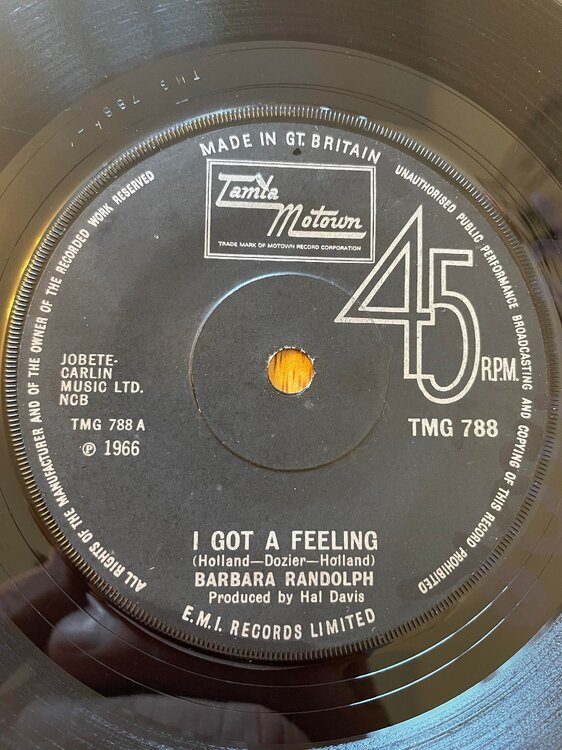 TMG 788 A
MADE IN GT. BRITAIN
Tamla
Motown
TRADE MARK OF MOTOWN RECORD CORPORATION
UNAUTHORISED PUBLIC PERFORMANCE BROADCASTING AND COPYING OF THIS RECORD PROHIBITED
ALL RIGHTS OF THE MANUFACTURER AND OF THE OWNER OF THE RECORDED WORK RESERVED
45
R.P.M.
JOBETE-
CARLIN
MUSIC LTD.
NCB
TMG 788 A
℗ 1966
TMG 788
I GOT A FEELING
(Holland—Dozier—Holland)
BARBARA RANDOLPH
Produced by Hal Davis
E.M.I. RECORDS LIMITED